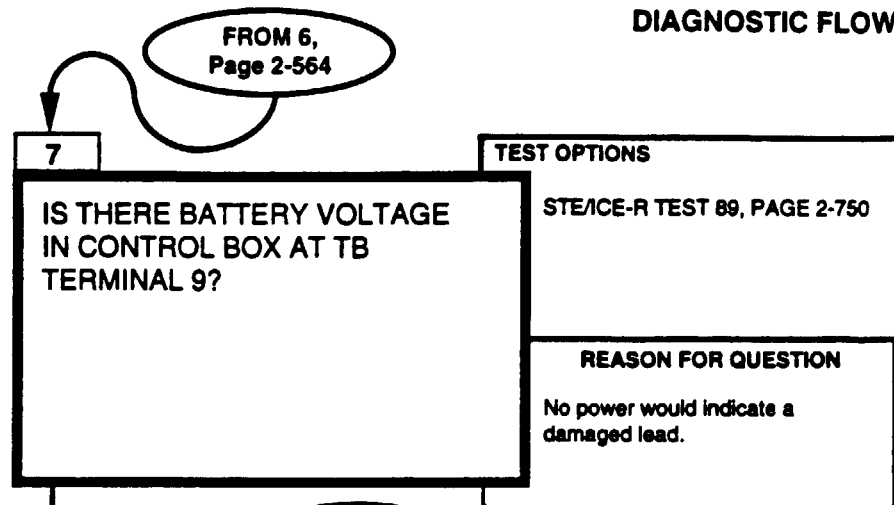 DIAGNOSTIC FLOW
FROM 6,
Page 2-564
7
TEST OPTIONS
IS THERE BATTERY VOLTAGE
IN CONTROL BOX AT TB
TERMINAL 9?
STE/ICE-R TEST 89, PAGE 2-750
REASON FOR QUESTION
No power would indicate a
damaged lead.